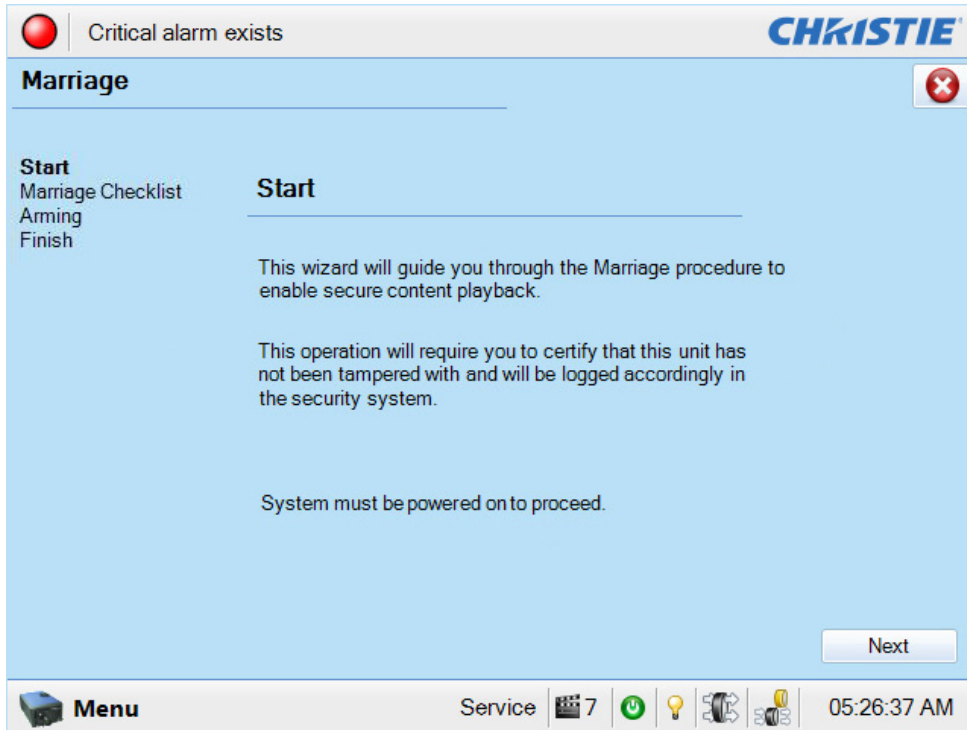 Critical alarm exists
CHRISTIE
Marriage
Start
Marriage Checklist
Arming
Finish
Start
This wizard will guide you through the Marriage procedure to
enable secure content playback.
This operation will require you to certify that this unit has
not been tampered with and will be logged accordingly in
the security system.
System must be powered on to proceed.
Next
Menu
Service
7
05:26:37 AM